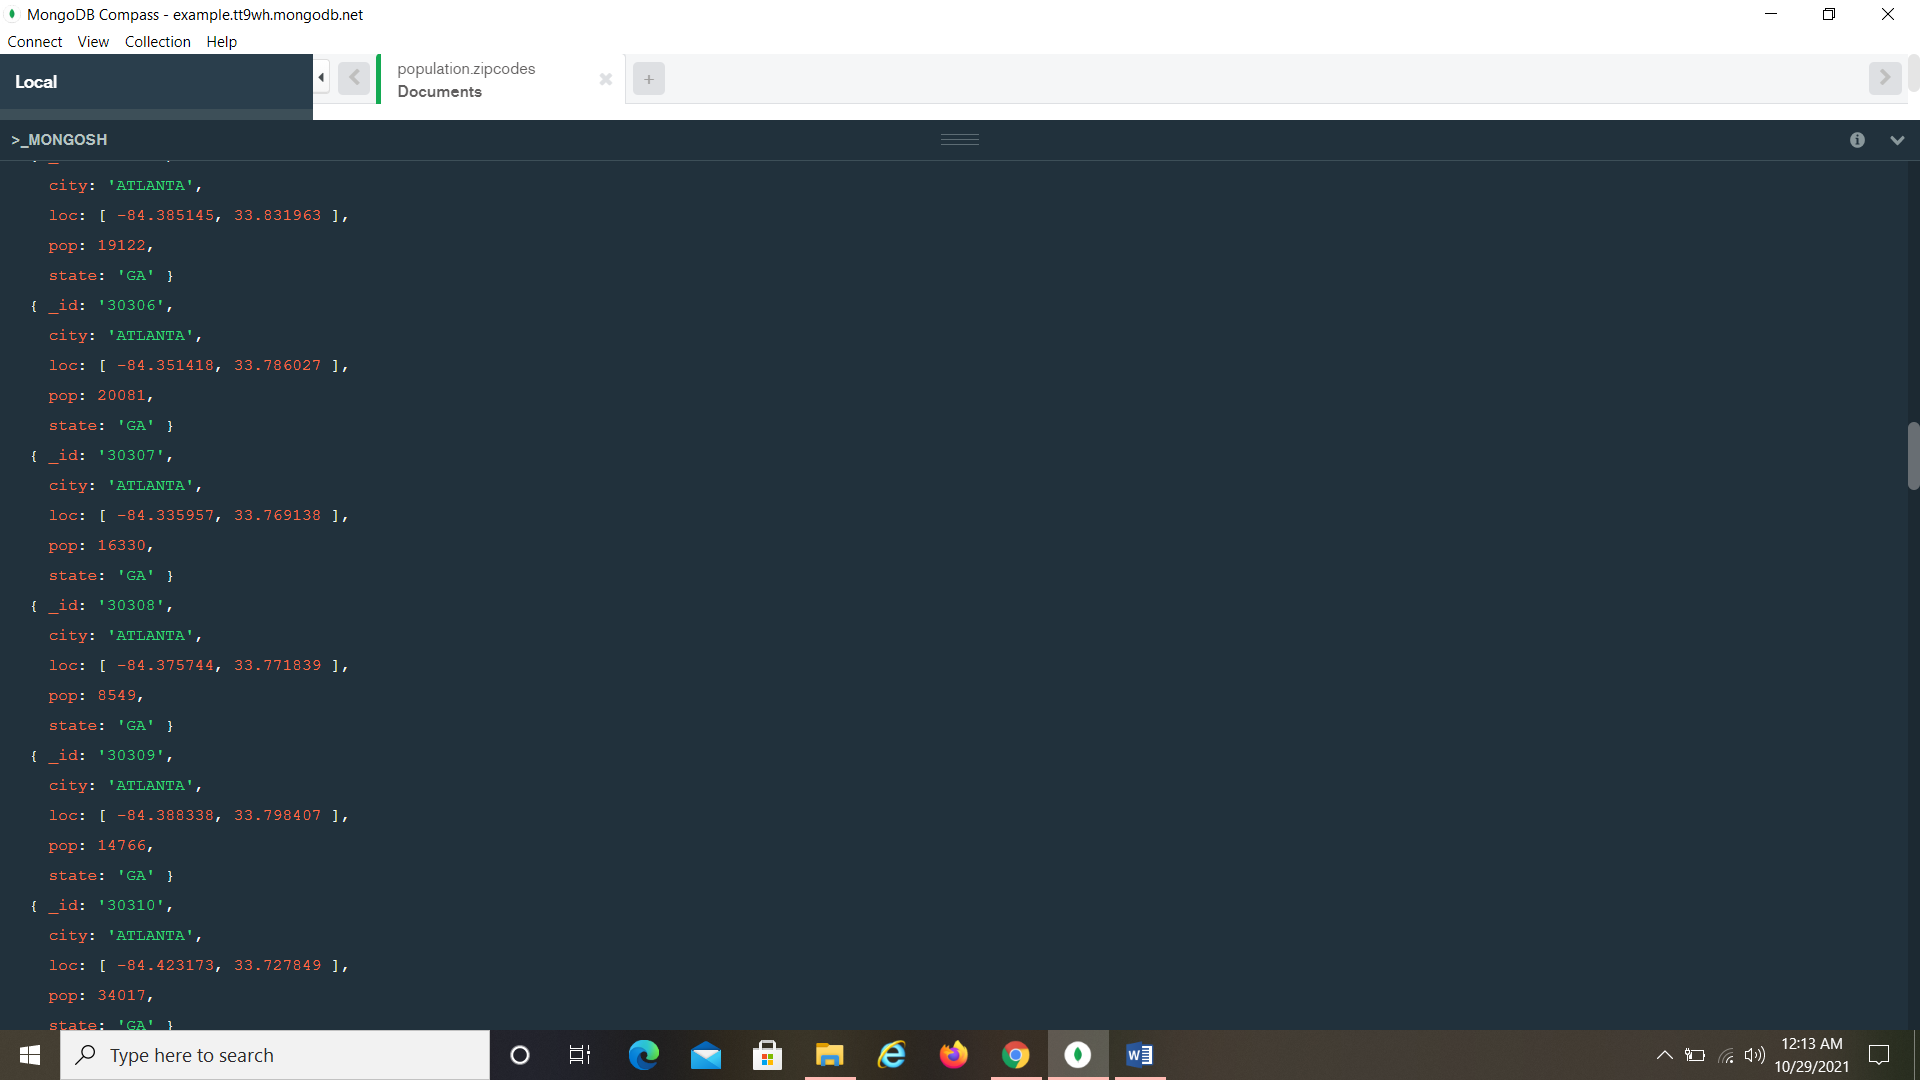 MongoDB Compass - example.tt9wh.mongodb.net
Connect View Collection Help
Local
population.zipcodes
Documents
>_MONGOSH
city: 'ATLANTA',
loc: [ -84.385145, 33.831963 ],
pop: 19122,
state: 'GA' }
{ _id: '30306',
city: 'ATLANTA',
loc: [ -84.351418, 33.786027 ],
pop: 20081,
state: 'GA' }
{ _id: '30307',
city: 'ATLANTA',
loc: [ -84.335957, 33.769138 ],
pop: 16330,
state: 'GA' }
{ _id: '30308',
city: 'ATLANTA',
loc: [ -84.375744, 33.771839 ],
pop: 8549,
state: 'GA' }
{ _id: '30309',
city: 'ATLANTA',
loc: [ -84.388338, 33.798407 ],
pop: 14766,
state: 'GA' }
{ _id: '30310',
city: 'ATLANTA',
loc: [ -84.423173, 33.727849 ],
pop: 34017,
state: 'GA' }
Type here to search
12:13 AM
10/29/2021